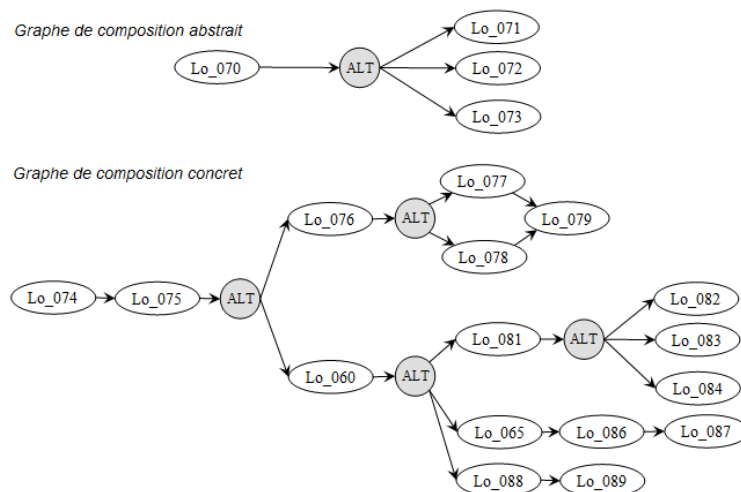 Graphe de composition abstrait
Lo_071
Lo_070
ALT
Lo_072
Lo_073
Graphe de composition concret
Lo_077
Lo_076
ALT
Lo_079
Lo_078
Lo_074
Lo_075
ALT
Lo_082
Lo_081
ALT
Lo_083
Lo_060
ALT
Lo_084
Lo_065
Lo_086
Lo_087
Lo_088
Lo_089